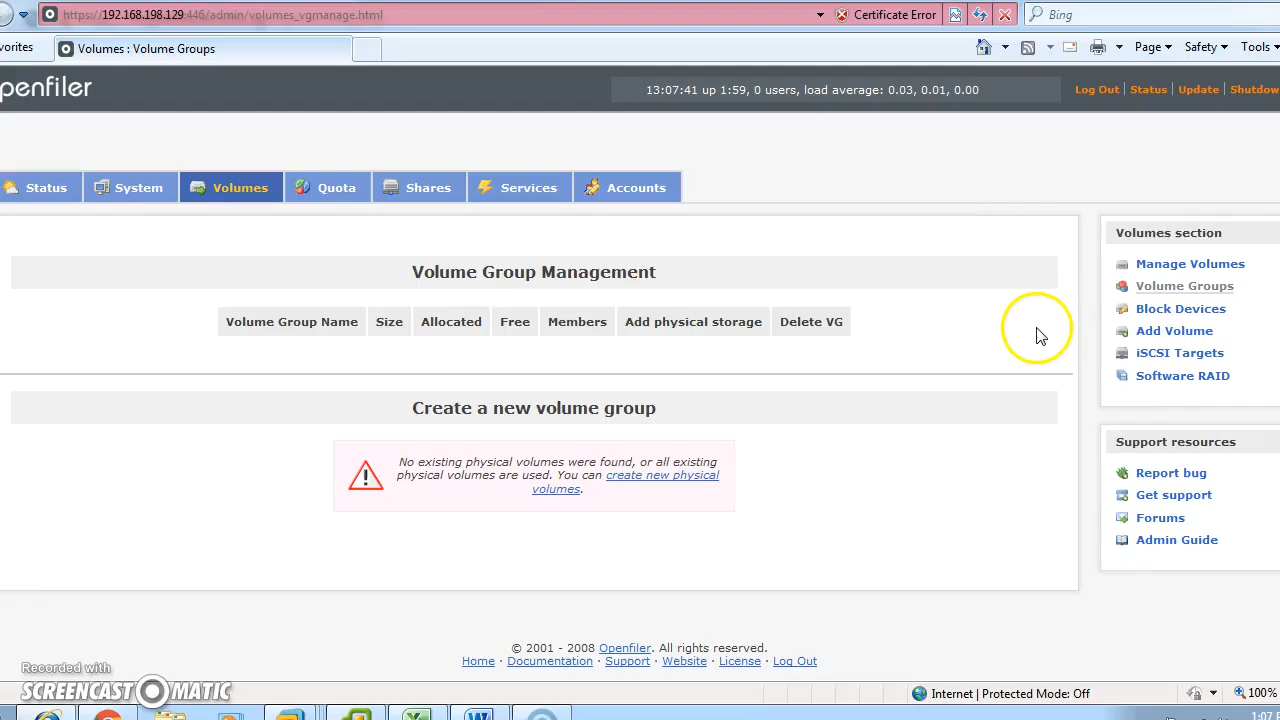 https://192.168.198.129:446/admin/volumes_vgmanage.html
Certificate Error
Bing
Volumes : Volume Groups
Page
Safety
Tools
13:07:41 up 1:59, 0 users, load average: 0.03, 0.01, 0.00
Log Out | Status | Update | Shutdow
Status
System
Volumes
Quota
Shares
Services
Accounts
Volume Group Management
Volume Group Name
Size
Allocated
Free
Members
Add physical storage
Delete VG
Create a new volume group
No existing physical volumes were found, or all existing
physical volumes are used. You can create new physical
volumes.
Volumes section
Manage Volumes
Volume Groups
Block Devices
Add Volume
iSCSI Targets
Software RAID
Support resources
Report bug
Get support
Forums
Admin Guide
© 2001 - 2008 Openfiler. All rights reserved.
Home · Documentation · Support · Website · License · Log Out
Recorded with
SCREENCAST-O-MATIC
Internet | Protected Mode: Off
100%